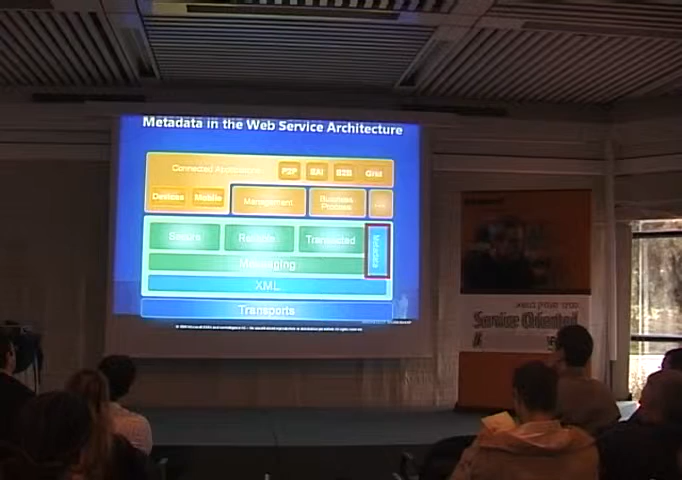 Metadata in the Web Service Architecture
Connected Applications
P2P
EAI
B2B
Grid
Devices
Mobile
Management
Business
Process
...
Secure
Reliable
Transacted
Metadata
Messaging
XML
Transports
Service Oriented